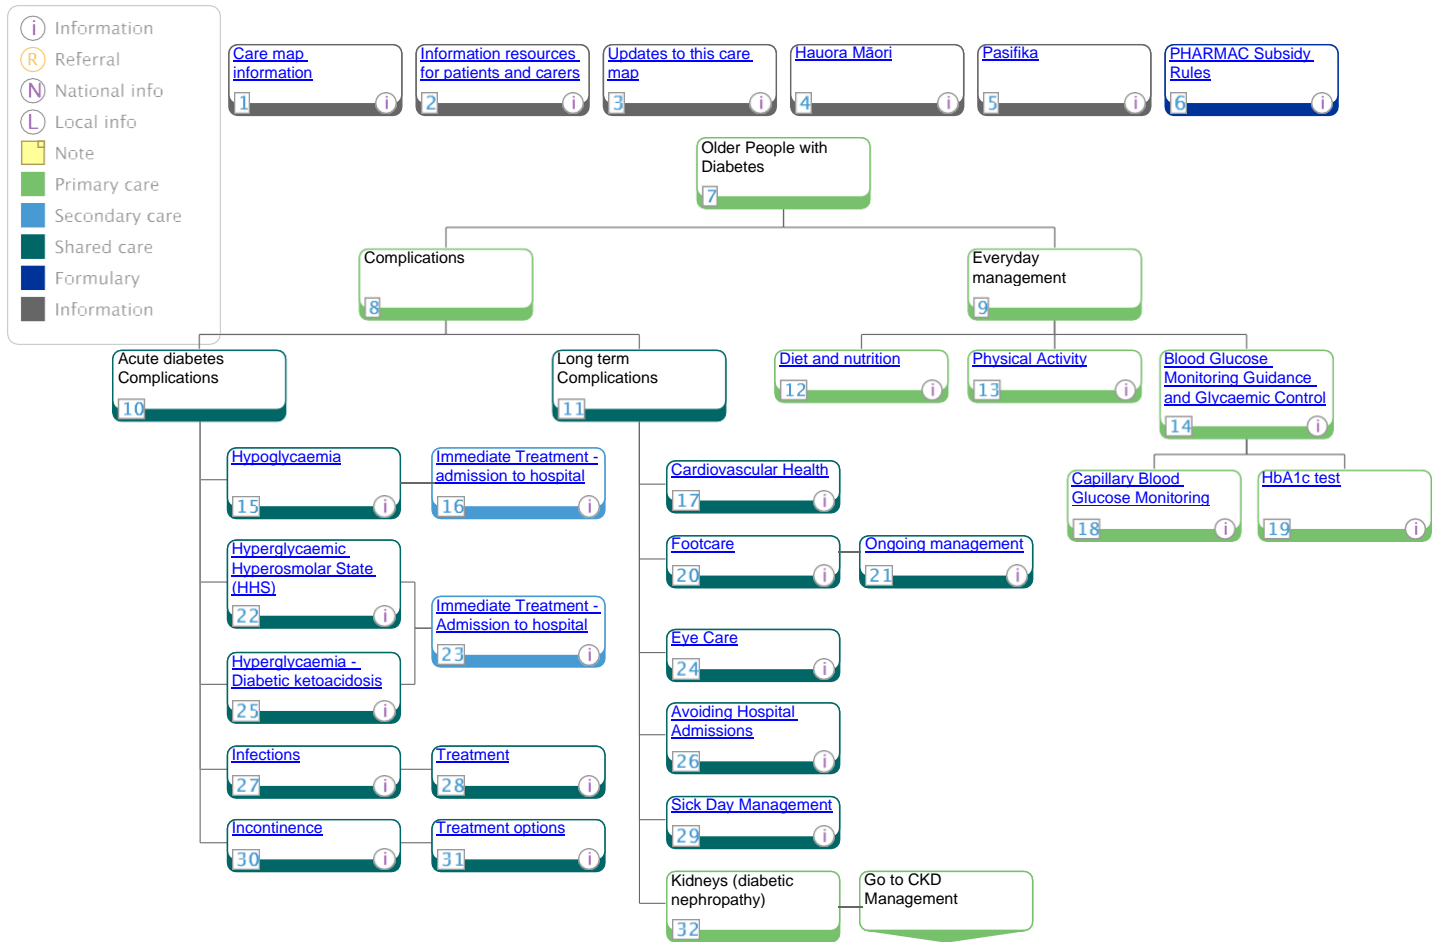 i Information
R Referral
N National info
L Local info
Note
Primary care
Secondary care
Shared care
Formulary
Information
Care map
information
1 i
Information resources
for patients and carers
2 i
Updates to this care
map
3 i
Hauora Māori
4 i
Pasifika
5 i
PHARMAC Subsidy
Rules
6 i
Older People with
Diabetes
7
Complications
8
Everyday
management
9
Acute diabetes
Complications
10
Long term
Complications
11
Diet and nutrition
12 i
Physical Activity
13 i
Blood Glucose
Monitoring Guidance
and Glycaemic Control
14 i
Hypoglycaemia
15 i
Immediate Treatment -
admission to hospital
16 i
Cardiovascular Health
17 i
Capillary Blood
Glucose Monitoring
18 i
HbA1c test
19 i
Footcare
20 i
Ongoing management
21 i
Hyperglycaemic
Hyperosmolar State
(HHS)
22 i
Immediate Treatment -
Admission to hospital
23 i
Eye Care
24 i
Hyperglycaemia -
Diabetic ketoacidosis
25 i
Avoiding Hospital
Admissions
26 i
Infections
27 i
Treatment
28 i
Sick Day Management
29 i
Incontinence
30 i
Treatment options
31 i
Kidneys (diabetic
nephropathy)
32
Go to CKD
Management